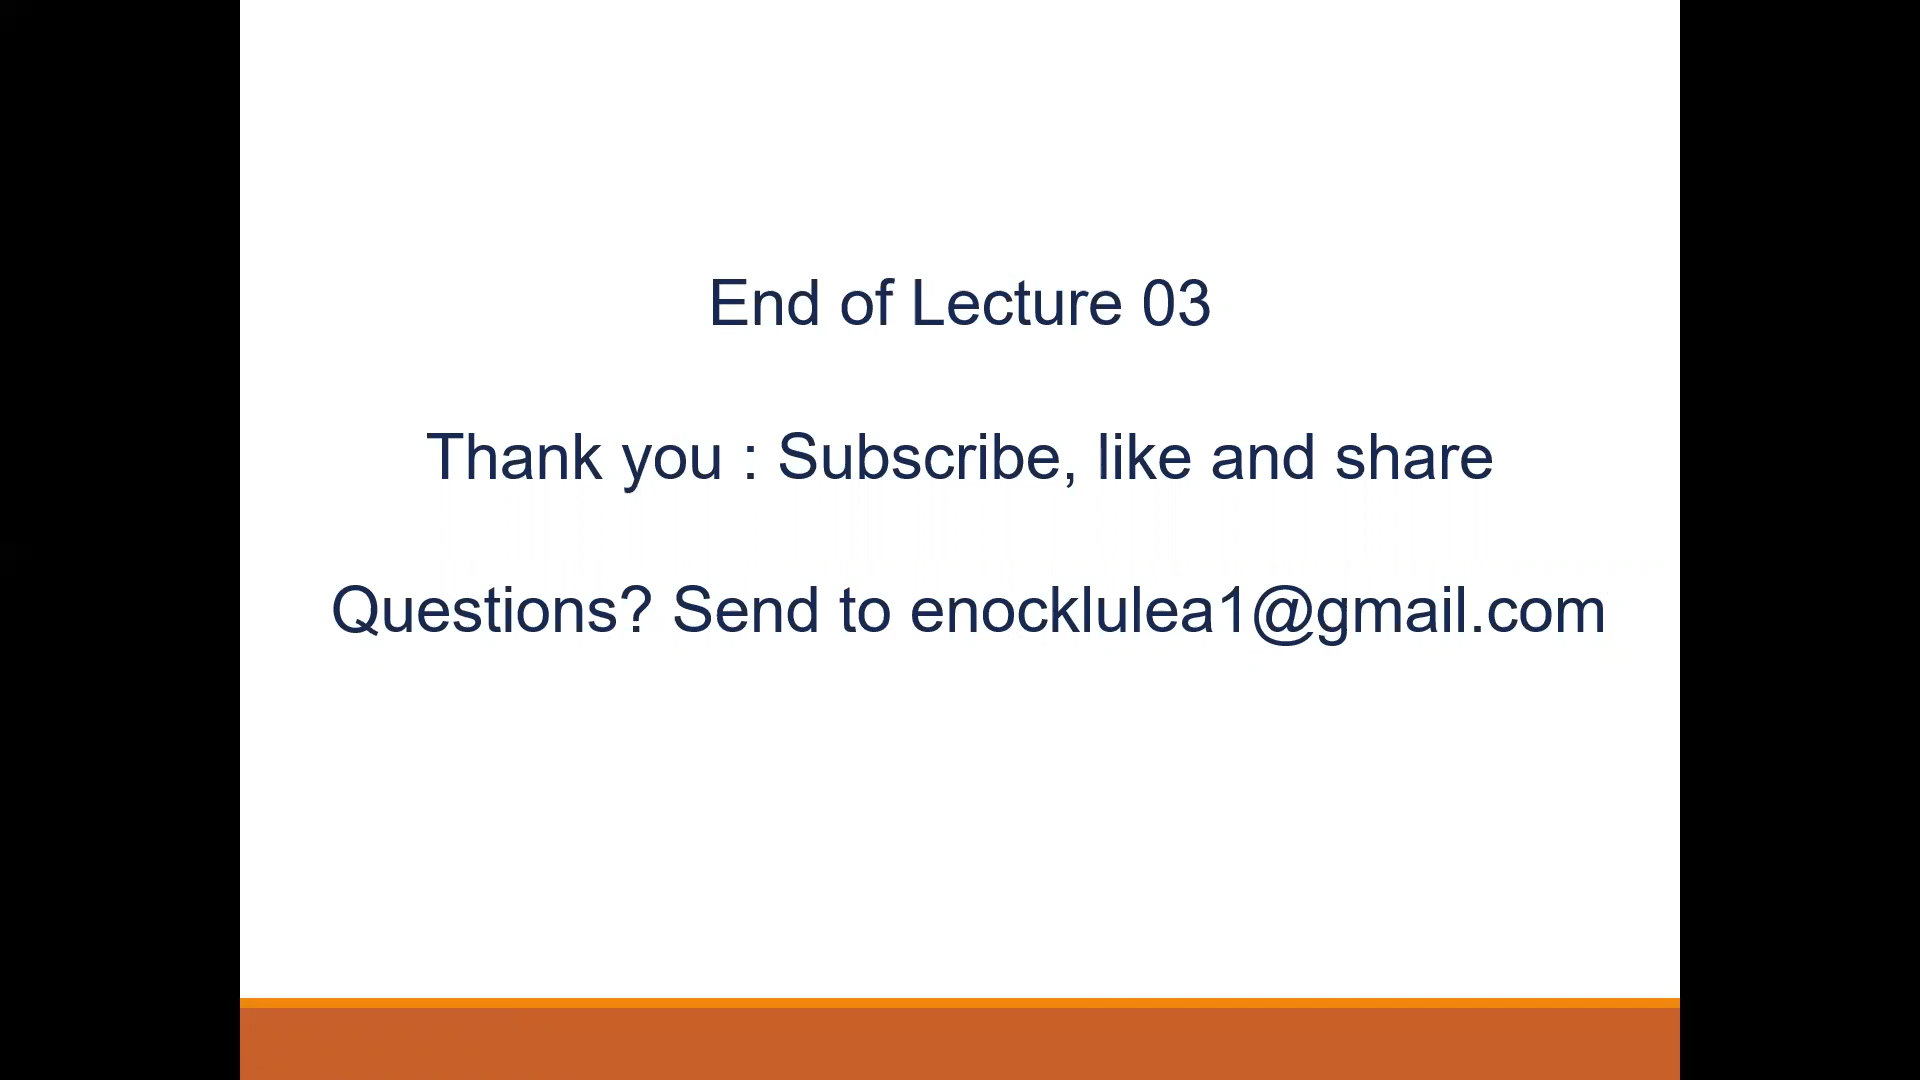 End of Lecture 03
Thank you : Subscribe, like and share
Questions? Send to enocklulea1@gmail.com